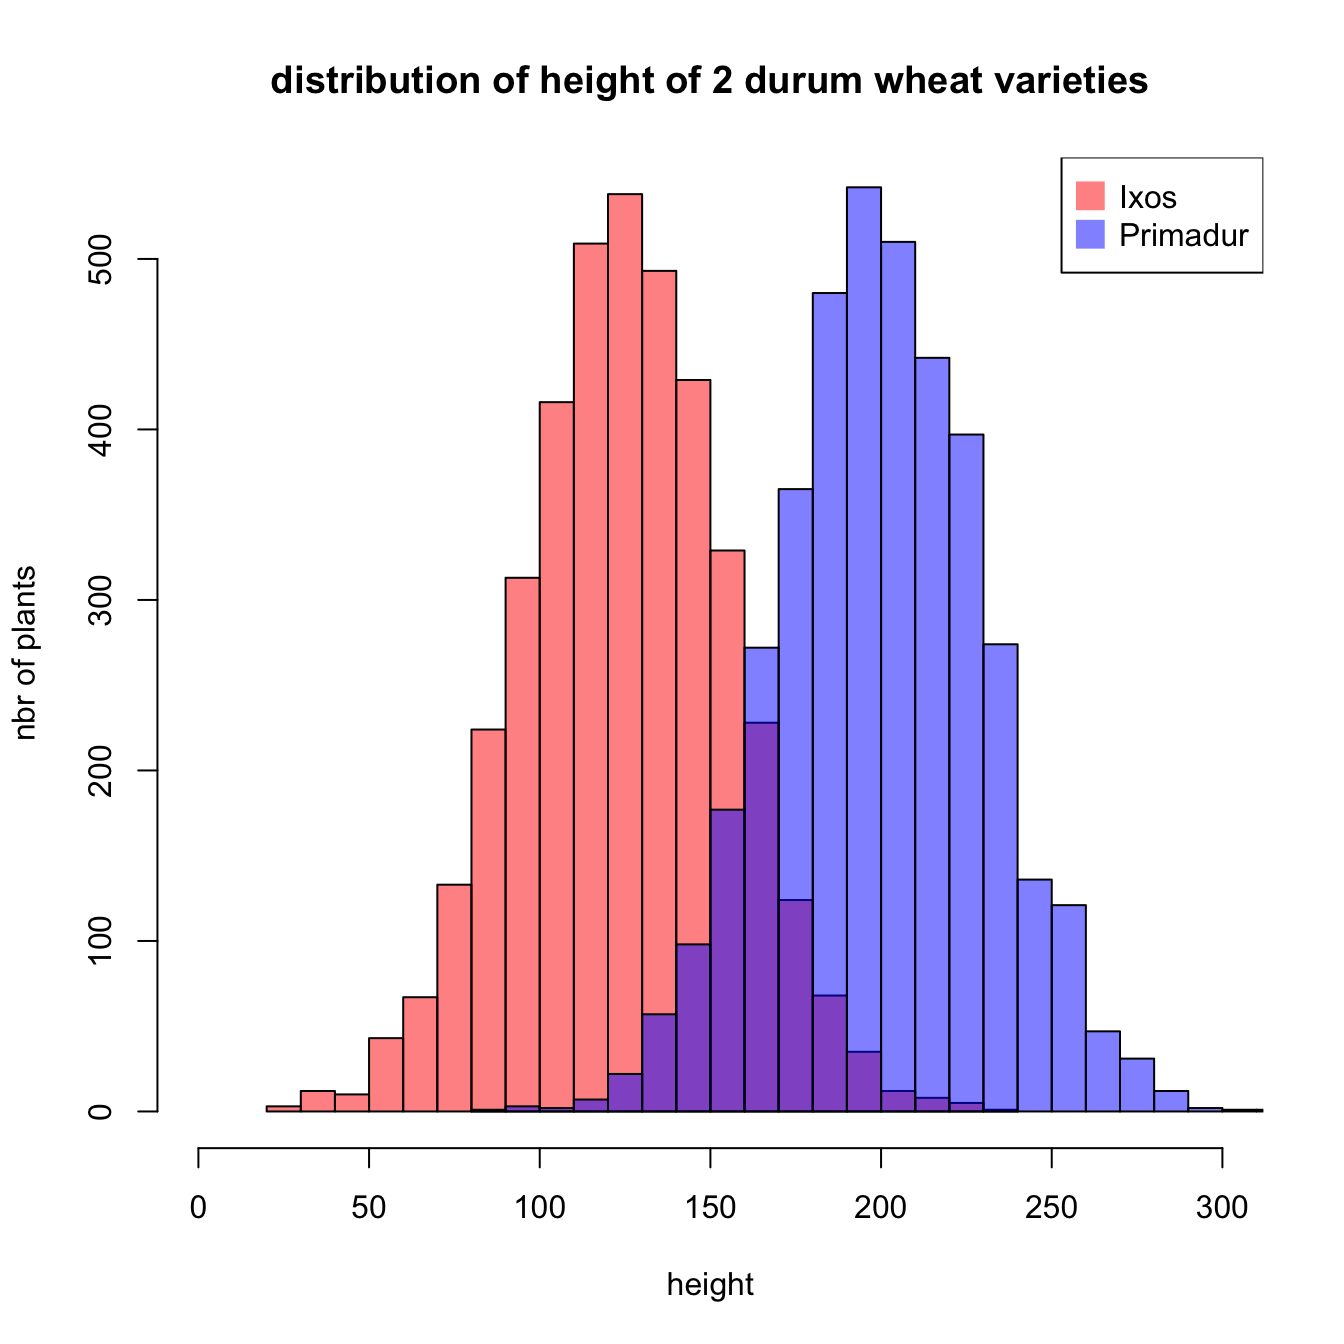 distribution of height of 2 durum wheat varieties
Ixos
Primadur
nbr of plants
500
400
300
200
100
0
0 50 100 150 200 250 300
height